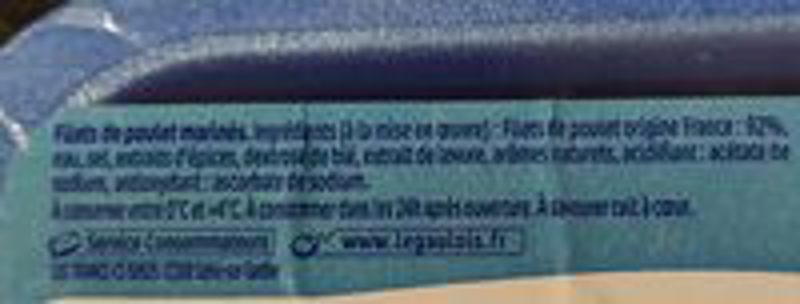 Filets de poulet marinés. Ingrédients (à la mise en œuvre) : Filets de poulet origine France : 92%,
eau, sel, extraits d'épices, dextrose de blé, extrait de levure, arômes naturels, acidifiant : acétate de
sodium, antioxydant : ascorbate de sodium.
A conserver entre 0°C et +4°C. A consommer dans les 24h après ouverture. À consommer cuit à cœur.
Service Consommateurs www.legaulois.fr